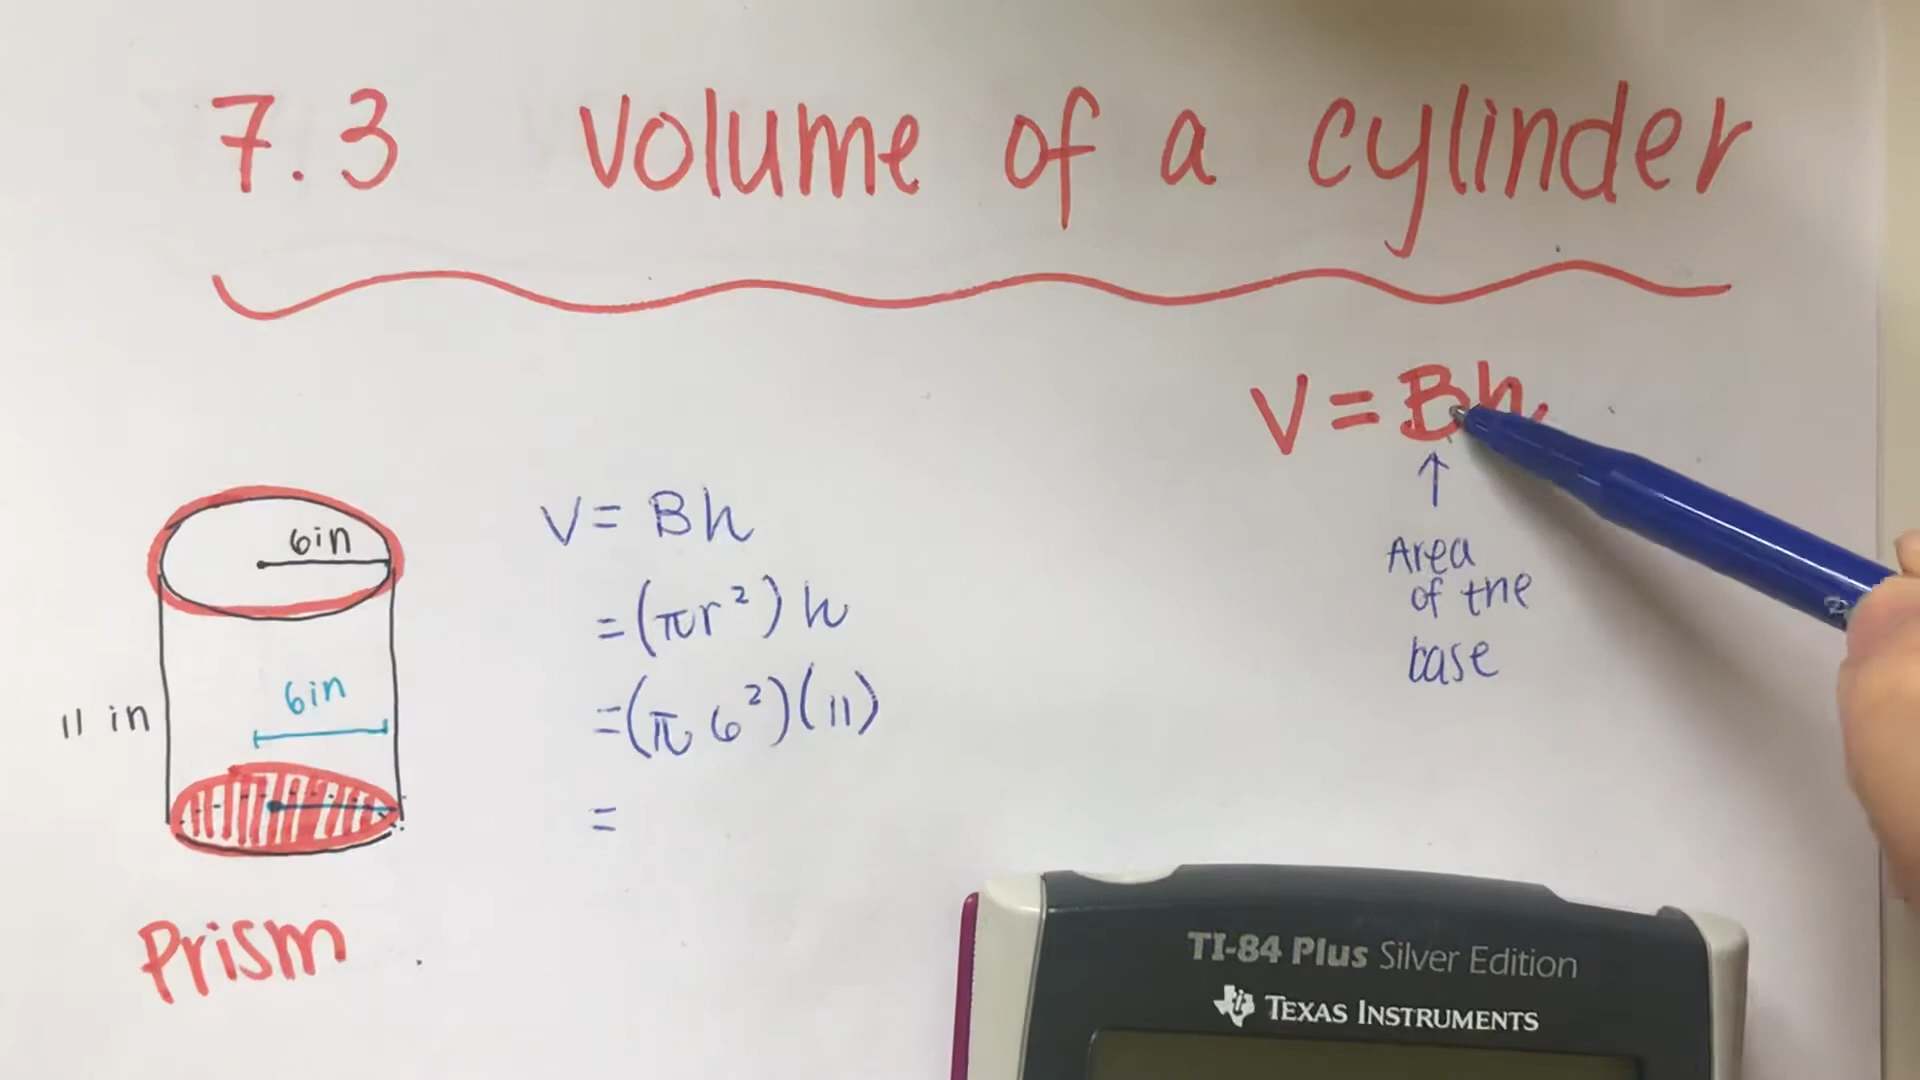 7.3 Volume of a cylinder
V = Bh
↑
Area
of the
base
6in
6in
11 in
Prism
V = Bh
= (πr²) h
= (π 6²)(11)
=
TI-84 Plus Silver Edition
TEXAS INSTRUMENTS